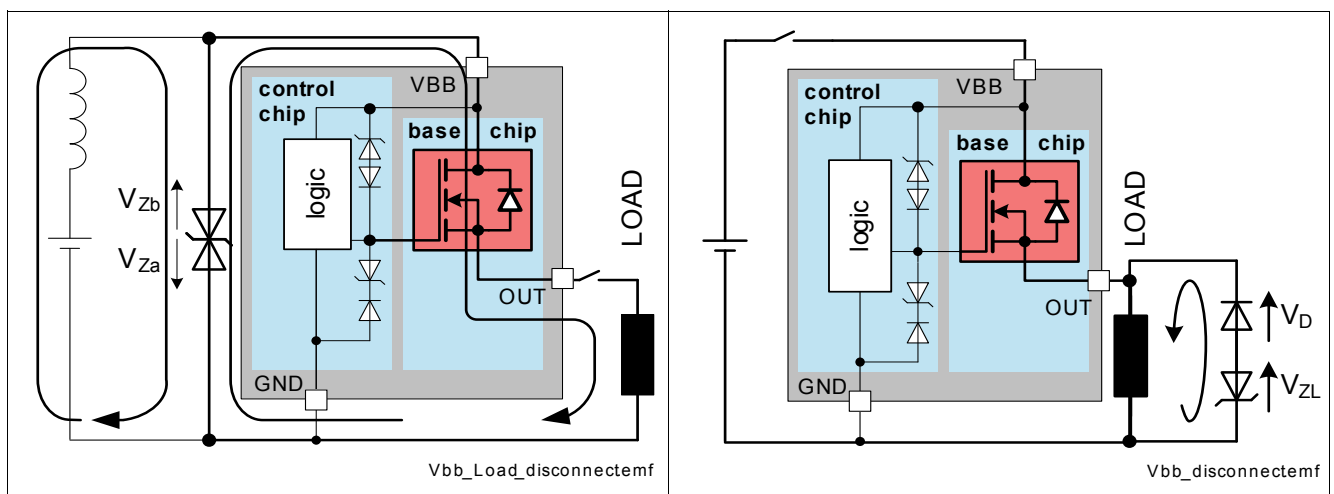 VBB
control
chip
base chip
logic
V_Zb
V_Za
LOAD
OUT
GND
Vbb_Load_disconnectemf
VBB
control
chip
base chip
logic
LOAD
OUT
V_D
V_ZL
GND
Vbb_disconnectemf